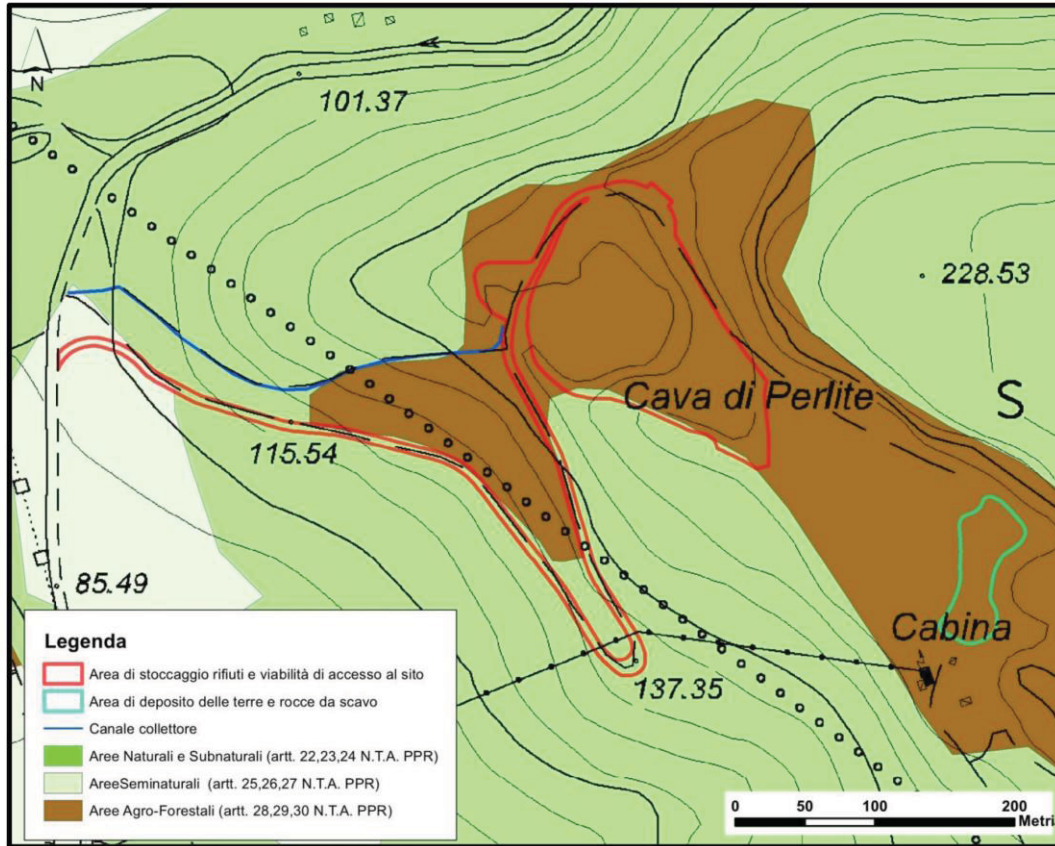 N
101.37
228.53
S
Cava di Perlite
115.54
85.49
Cabina
137.35
Legenda
Area di stoccaggio rifiuti e viabilità di accesso al sito
Area di deposito delle terre e rocce da scavo
Canale collettore
Aree Naturali e Subnaturali (artt. 22,23,24 N.T.A. PPR)
AreeSeminaturali (artt. 25,26,27 N.T.A. PPR)
Aree Agro-Forestali (artt. 28,29,30 N.T.A. PPR)
0 50 100 200
Metri